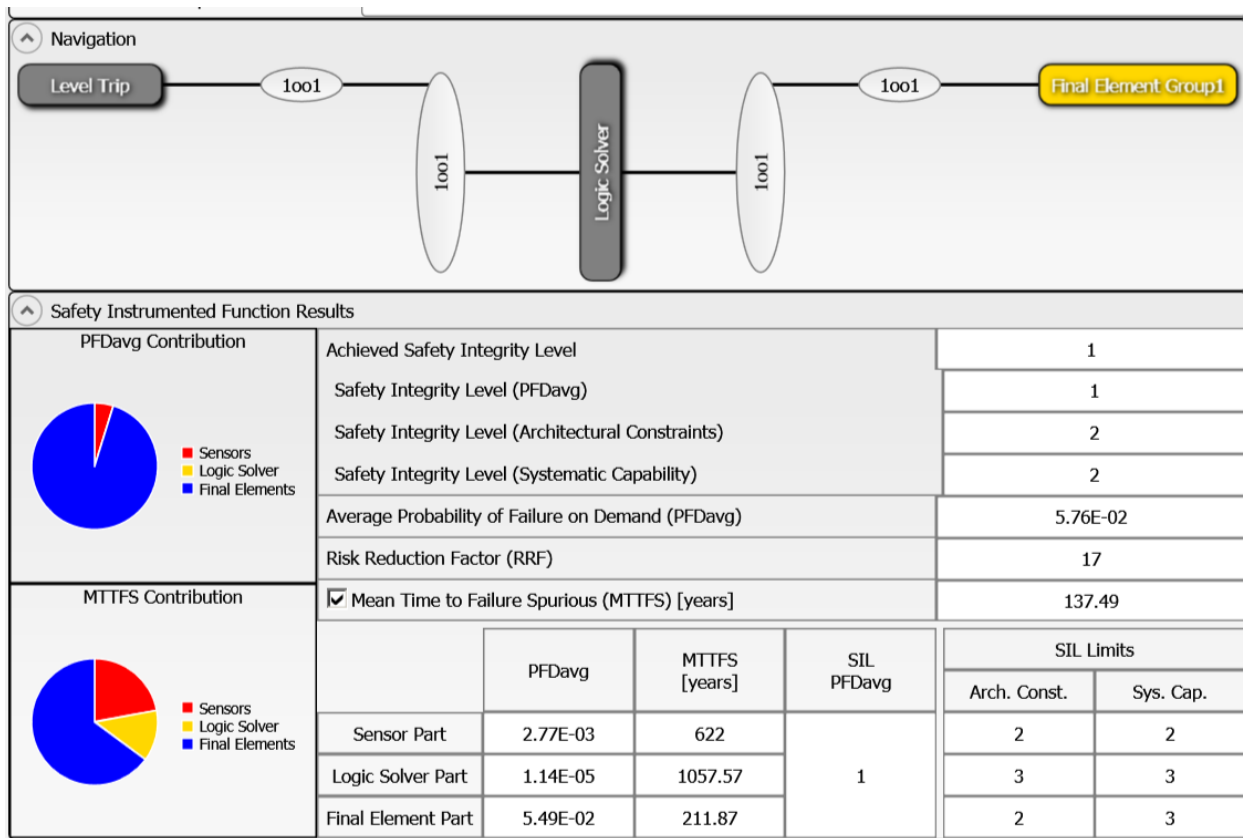 Navigation
Level Trip
1oo1
1oo1
Logic Solver
1oo1
1oo1
Final Element Group1
Safety Instrumented Function Results
PFDavg Contribution
Sensors
Logic Solver
Final Elements
MTTFS Contribution
Sensors
Logic Solver
Final Elements
Achieved Safety Integrity Level 1
Safety Integrity Level (PFDavg) 1
Safety Integrity Level (Architectural Constraints) 2
Safety Integrity Level (Systematic Capability) 2
Average Probability of Failure on Demand (PFDavg) 5.76E-02
Risk Reduction Factor (RRF) 17
Mean Time to Failure Spurious (MTTFS) [years] 137.49
PFDavg
MTTFS
[years]
SIL
PFDavg
SIL Limits
Arch. Const. Sys. Cap.
Sensor Part 2.77E-03 622 2 2
Logic Solver Part 1.14E-05 1057.57 1 3 3
Final Element Part 5.49E-02 211.87 2 3